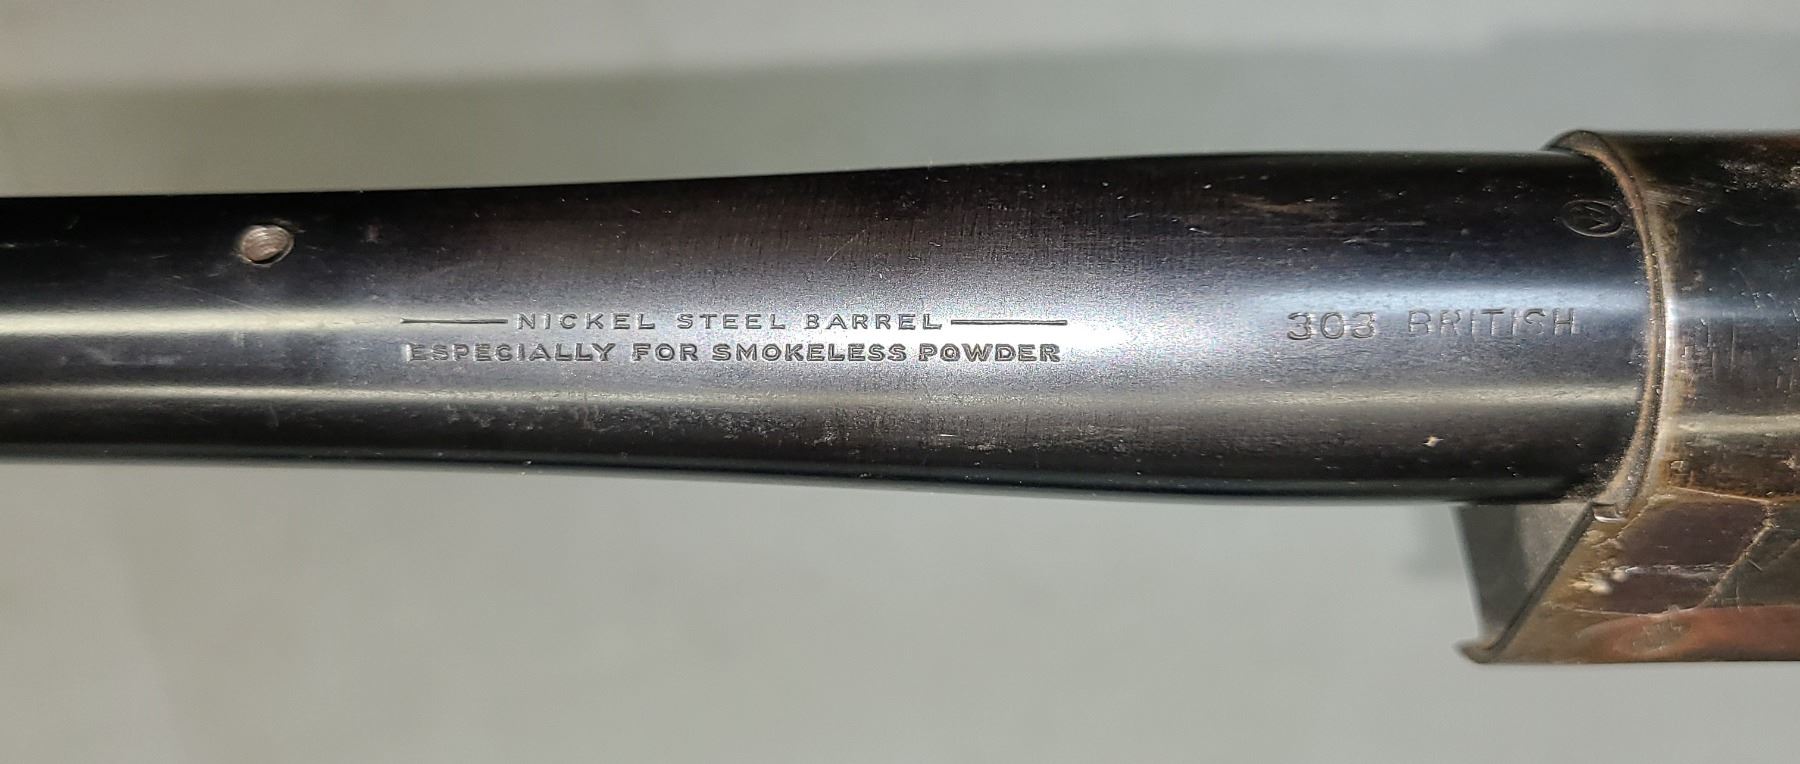 NICKEL STEEL BARREL
ESPECIALLY FOR SMOKELESS POWDER
303 BRITISH